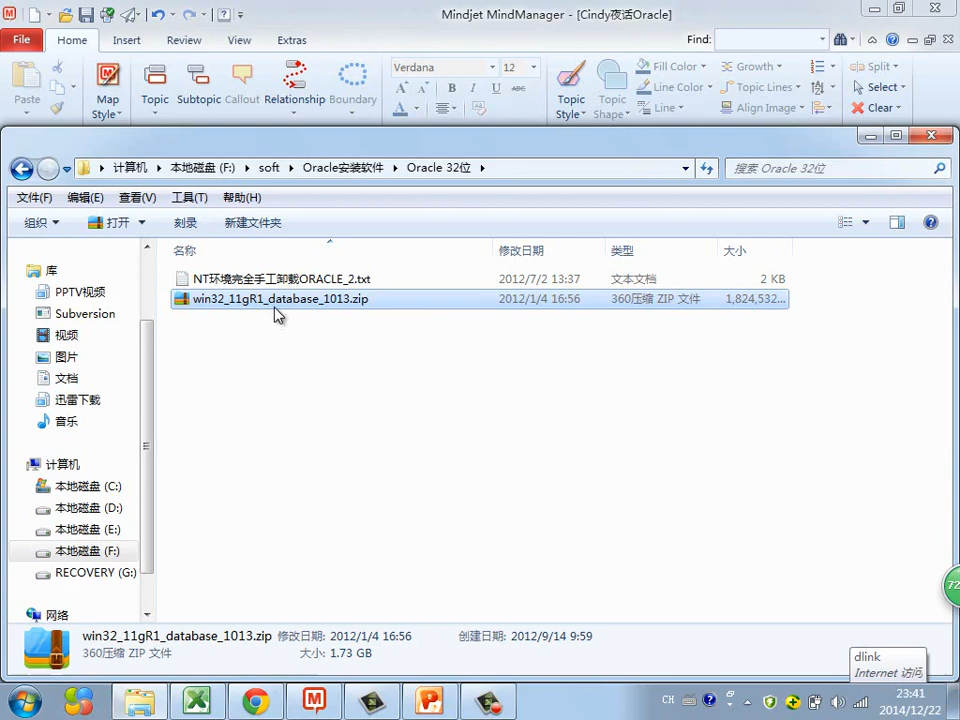 Mindjet MindManager - [Cindy夜话Oracle]
File Home Insert Review View Extras Find:
Paste Map Style Topic Subtopic Callout Relationship Boundary
Verdana 12
B I U ABC
Topic Style Topic Shape
Fill Color Growth Split
Line Color Topic Lines Select
Line Align Image Clear
计算机 本地磁盘 (F:) soft Oracle安装软件 Oracle 32位 搜索 Oracle 32位
文件(F) 编辑(E) 查看(V) 工具(T) 帮助(H)
组织 打开 刻录 新建文件夹
名称 修改日期 类型 大小
NT环境完全手工卸载ORACLE_2.txt 2012/7/2 13:37 文本文档 2 KB
win32_11gR1_database_1013.zip 2012/1/4 16:56 360压缩 ZIP 文件 1,824,532...
库
PPTV视频
Subversion
视频
图片
文档
迅雷下载
音乐
计算机
本地磁盘 (C:)
本地磁盘 (D:)
本地磁盘 (E:)
本地磁盘 (F:)
RECOVERY (G:)
网络
72
win32_11gR1_database_1013.zip 修改日期: 2012/1/4 16:56 创建日期: 2012/9/14 9:59
360压缩 ZIP 文件 大小: 1.73 GB
dlink
Internet 访问
CH
23:41
2014/12/22